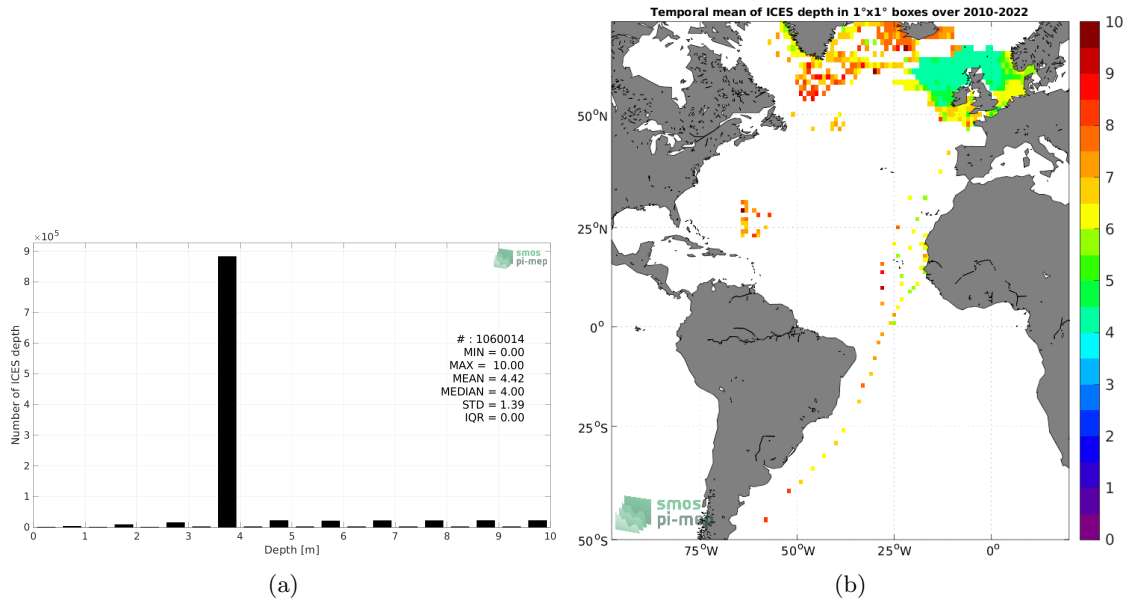 ×10⁵
9
8
7
6
5
4
3
2
1
0
Number of ICES depth
smos
pi-mep
# : 1060014
MIN = 0.00
MAX = 10.00
MEAN = 4.42
MEDIAN = 4.00
STD = 1.39
IQR = 0.00
0 1 2 3 4 5 6 7 8 9 10
Depth [m]
(a)
Temporal mean of ICES depth in 1°x1° boxes over 2010-2022
50°N
25°N
0°
25°S
50°S
75°W 50°W 25°W 0°
smos
pi-mep
10
9
8
7
6
5
4
3
2
1
0
(b)